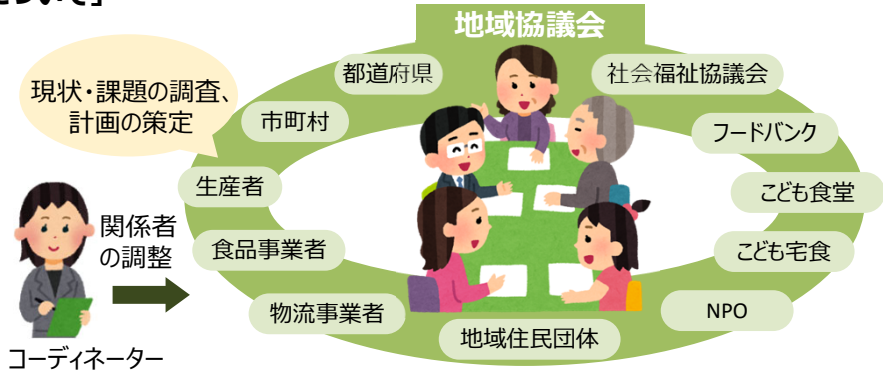 地域協議会
現状・課題の調査、
計画の策定
都道府県
社会福祉協議会
市町村
フードバンク
生産者
こども食堂
食品事業者
こども宅食
物流事業者
NPO
地域住民団体
関係者
の調整
コーディネーター